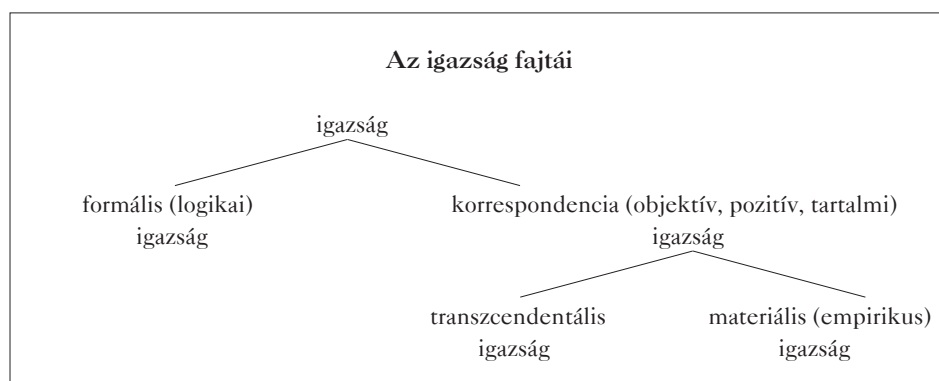 Az igazság fajtái
igazság
formális (logikai)
igazság
korrespondencia (objektív, pozitív, tartalmi)
igazság
transzcendentális
igazság
materiális (empirikus)
igazság